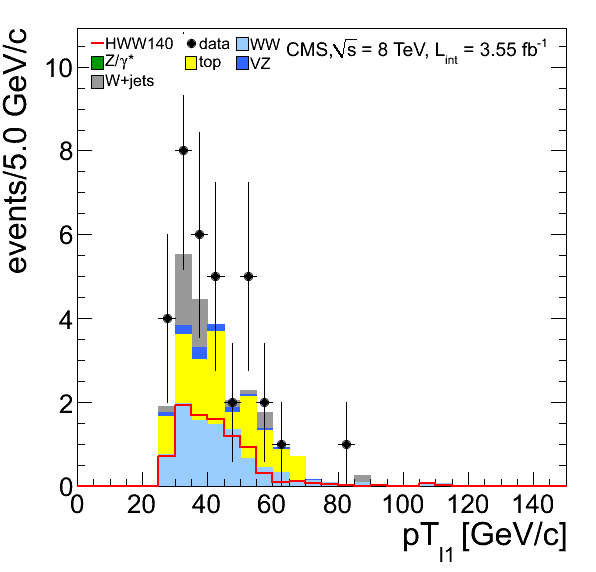 HWW140 data WW CMS,√s = 8 TeV, L_int = 3.55 fb⁻¹
Z/γ* top VZ
W+jets
events/5.0 GeV/c
10
8
6
4
2
0
0 20 40 60 80 100 120 140
pT_l1 [GeV/c]